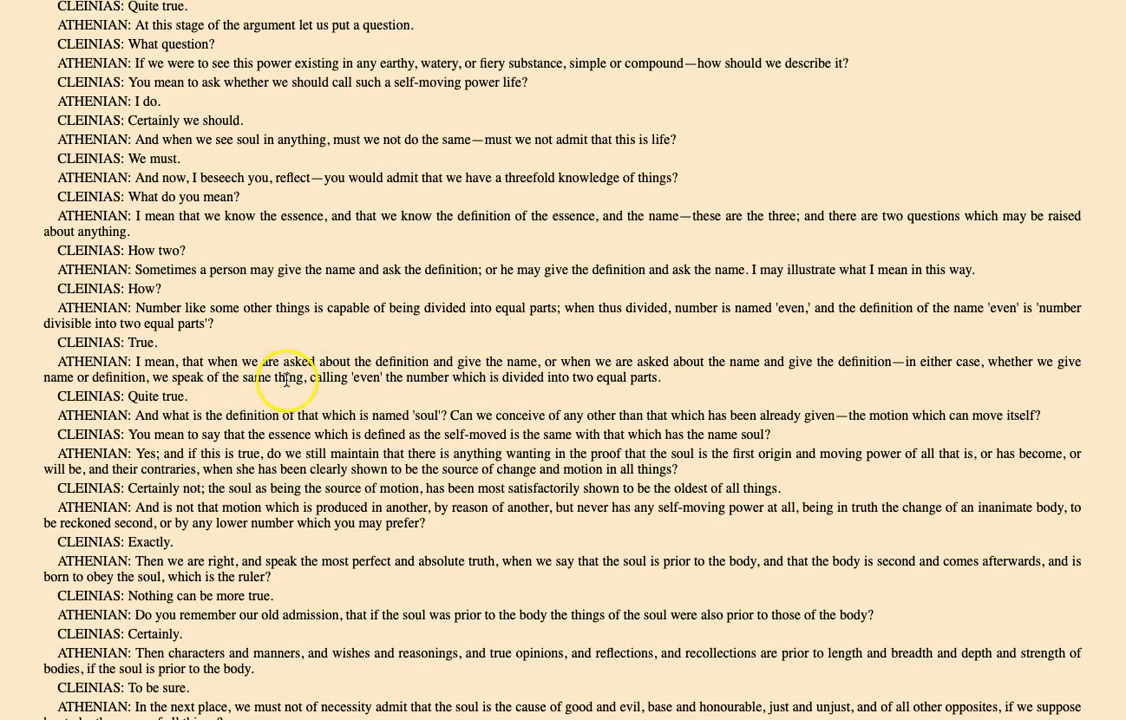 CLEINIAS: Quite true.
ATHENIAN: At this stage of the argument let us put a question.
CLEINIAS: What question?
ATHENIAN: If we were to see this power existing in any earthy, watery, or fiery substance, simple or compound—how should we describe it?
CLEINIAS: You mean to ask whether we should call such a self-moving power life?
ATHENIAN: I do.
CLEINIAS: Certainly we should.
ATHENIAN: And when we see soul in anything, must we not do the same—must we not admit that this is life?
CLEINIAS: We must.
ATHENIAN: And now, I beseech you, reflect—you would admit that we have a threefold knowledge of things?
CLEINIAS: What do you mean?
ATHENIAN: I mean that we know the essence, and that we know the definition of the essence, and the name—these are the three; and there are two questions which may be raised
about anything.
CLEINIAS: How two?
ATHENIAN: Sometimes a person may give the name and ask the definition; or he may give the definition and ask the name. I may illustrate what I mean in this way.
CLEINIAS: How?
ATHENIAN: Number like some other things is capable of being divided into equal parts; when thus divided, number is named 'even,' and the definition of the name 'even' is 'number
divisible into two equal parts'?
CLEINIAS: True.
ATHENIAN: I mean, that when we are asked about the definition and give the name, or when we are asked about the name and give the definition—in either case, whether we give
name or definition, we speak of the same thing, calling 'even' the number which is divided into two equal parts.
CLEINIAS: Quite true.
ATHENIAN: And what is the definition of that which is named 'soul'? Can we conceive of any other than that which has been already given—the motion which can move itself?
CLEINIAS: You mean to say that the essence which is defined as the self-moved is the same with that which has the name soul?
ATHENIAN: Yes; and if this is true, do we still maintain that there is anything wanting in the proof that the soul is the first origin and moving power of all that is, or has become, or
will be, and their contraries, when she has been clearly shown to be the source of change and motion in all things?
CLEINIAS: Certainly not; the soul as being the source of motion, has been most satisfactorily shown to be the oldest of all things.
ATHENIAN: And is not that motion which is produced in another, by reason of another, but never has any self-moving power at all, being in truth the change of an inanimate body, to
be reckoned second, or by any lower number which you may prefer?
CLEINIAS: Exactly.
ATHENIAN: Then we are right, and speak the most perfect and absolute truth, when we say that the soul is prior to the body, and that the body is second and comes afterwards, and is
born to obey the soul, which is the ruler?
CLEINIAS: Nothing can be more true.
ATHENIAN: Do you remember our old admission, that if the soul was prior to the body the things of the soul were also prior to those of the body?
CLEINIAS: Certainly.
ATHENIAN: Then characters and manners, and wishes and reasonings, and true opinions, and reflections, and recollections are prior to length and breadth and depth and strength of
bodies, if the soul is prior to the body.
CLEINIAS: To be sure.
ATHENIAN: In the next place, we must not of necessity admit that the soul is the cause of good and evil, base and honourable, just and unjust, and of all other opposites, if we suppose